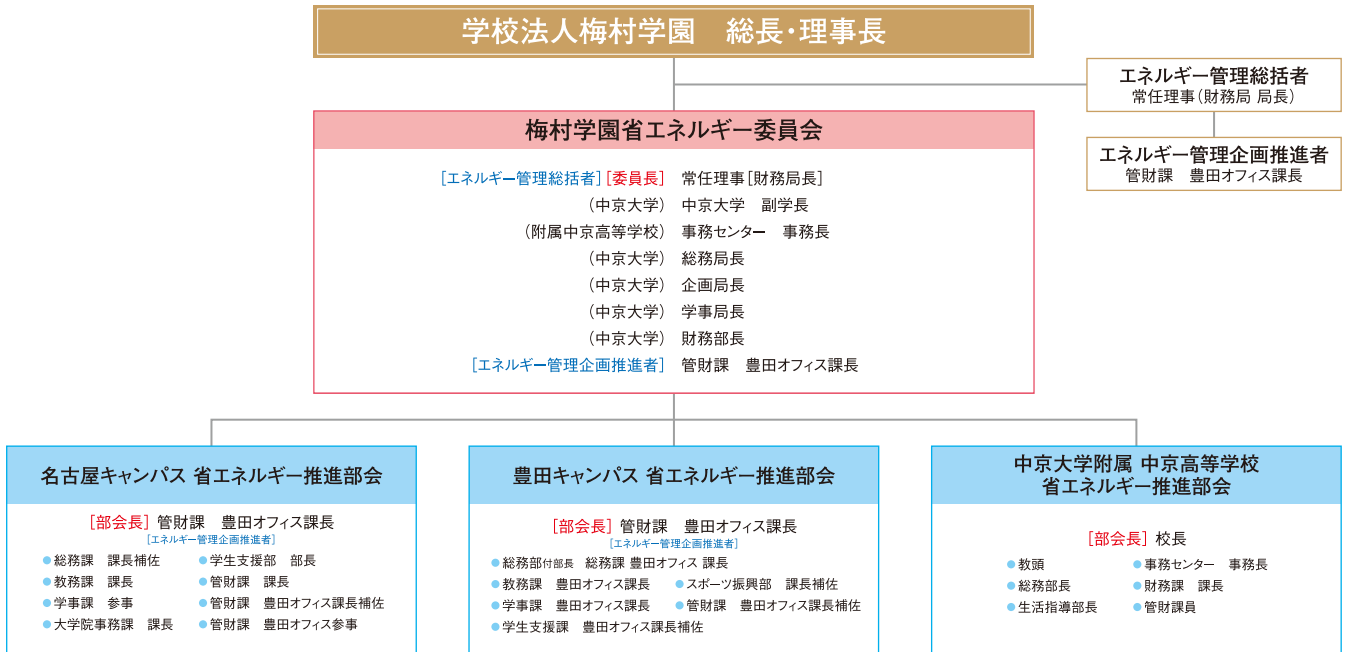 学校法人梅村学園　総長・理事長
エネルギー管理総括者
常任理事（財務局 局長）
エネルギー管理企画推進者
管財課　豊田オフィス課長
梅村学園省エネルギー委員会
［エネルギー管理総括者］［委員長］ 常任理事［財務局長］
（中京大学） 中京大学　副学長
（附属中京高等学校） 事務センター　事務長
（中京大学） 総務局長
（中京大学） 企画局長
（中京大学） 学事局長
（中京大学） 財務部長
［エネルギー管理企画推進者］ 管財課　豊田オフィス課長
名古屋キャンパス 省エネルギー推進部会
［部会長］ 管財課　豊田オフィス課長
［エネルギー管理企画推進者］
●総務課　課長補佐　●学生支援部　部長
●教務課　課長　●管財課　課長
●学事課　参事　●管財課　豊田オフィス課長補佐
●大学院事務課　課長　●管財課　豊田オフィス参事
豊田キャンパス 省エネルギー推進部会
［部会長］ 管財課　豊田オフィス課長
［エネルギー管理企画推進者］
●総務部付部長　総務課 豊田オフィス 課長
●教務課　豊田オフィス課長　●スポーツ振興部　課長補佐
●学事課　豊田オフィス課長　●管財課　豊田オフィス課長補佐
●学生支援課　豊田オフィス課長補佐
中京大学附属 中京高等学校
省エネルギー推進部会
［部会長］ 校長
●教頭　●事務センター　事務長
●総務部長　●財務課　課長
●生活指導部長　●管財課員